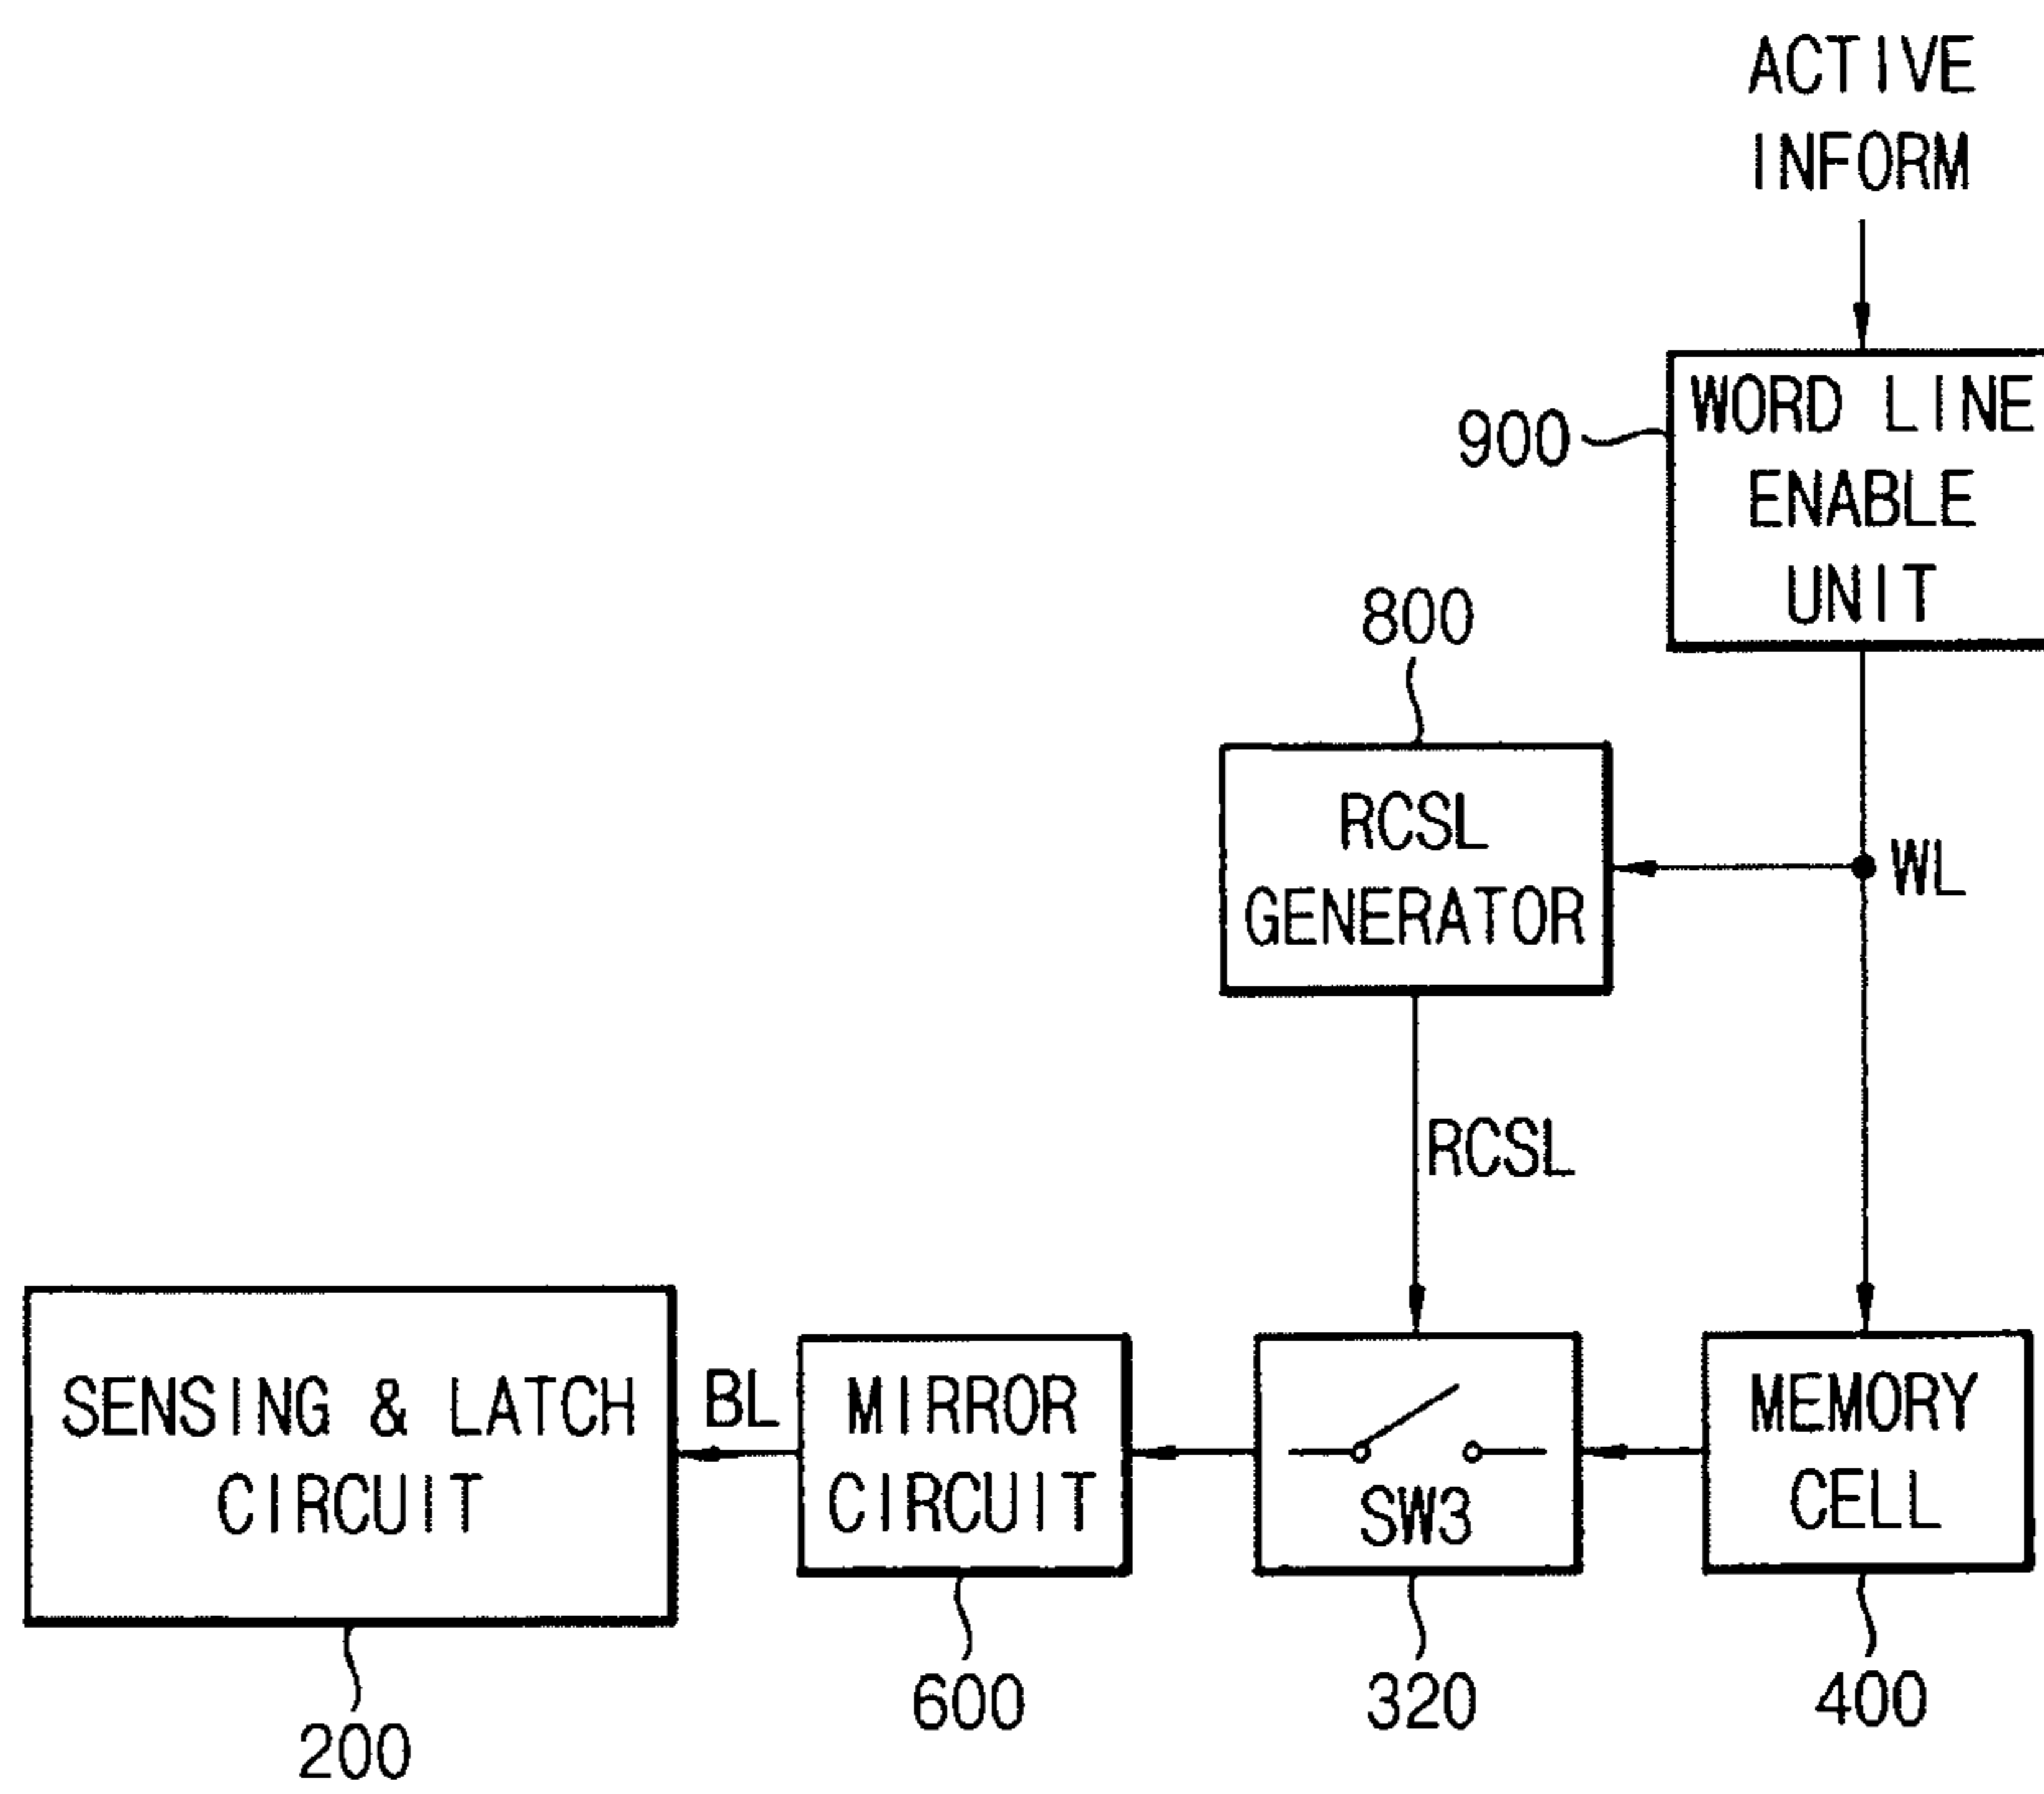 ACTIVE
INFORM
WORD LINE
ENABLE
UNIT
900
800
RCSL
GENERATOR
WL
RCSL
SENSING & LATCH
CIRCUIT
BL
MIRROR
CIRCUIT
SW3
MEMORY
CELL
200
600
320
400